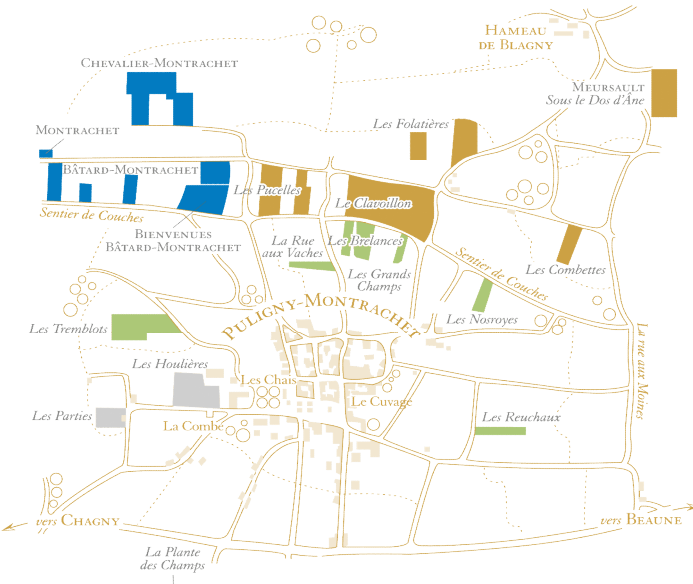 HAMEAU
DE BLAGNY
CHEVALIER-MONTRACHET
MEURSAULT
Sous le Dos d'Âne
Les Folatières
MONTRACHET
BÂTARD-MONTRACHET
Les Pucelles
Le Clavoillon
Sentier de Couches
BIENVENUES
BÂTARD-MONTRACHET
La Rue
aux Vaches
Les Brelances
Les Grands
Champs
Sentier de Couches
Les Combettes
PULIGNY-MONTRACHET
Les Nosroyes
Les Tremblots
La rue aux Moines
Les Houlières
Les Chais
Le Cuvage
Les Parties
La Combe
Les Reuchaux
vers CHAGNY
vers BEAUNE
La Plante
des Champs